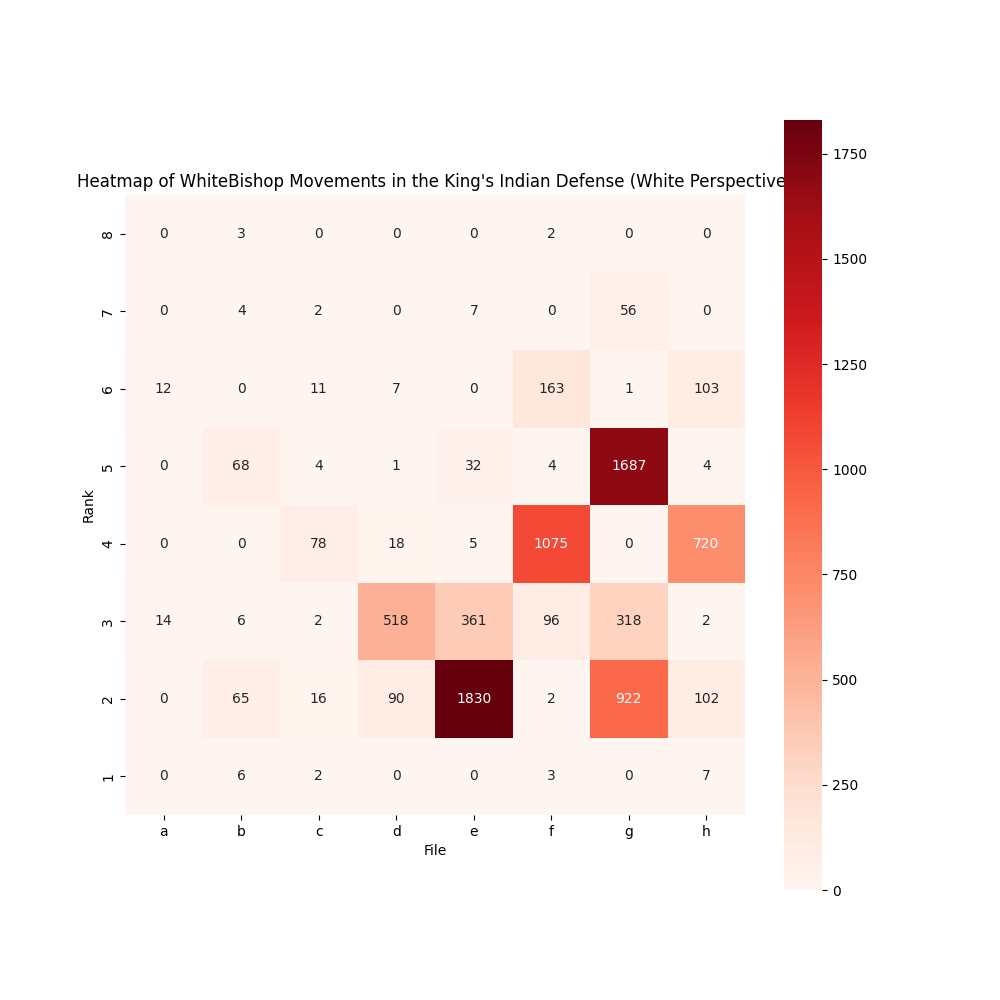 Heatmap of WhiteBishop Movements in the King's Indian Defense (White Perspective
8 0 3 0 0 0 2 0 0
7 0 4 2 0 7 0 56 0
6 12 0 11 7 0 163 1 103
5 0 68 4 1 32 4 1687 4
4 0 0 78 18 5 1075 0 720
3 14 6 2 518 361 96 318 2
2 0 65 16 90 1830 2 922 102
1 0 6 2 0 0 3 0 7
a b c d e f g h
File
Rank
1750
1500
1250
1000
750
500
250
0